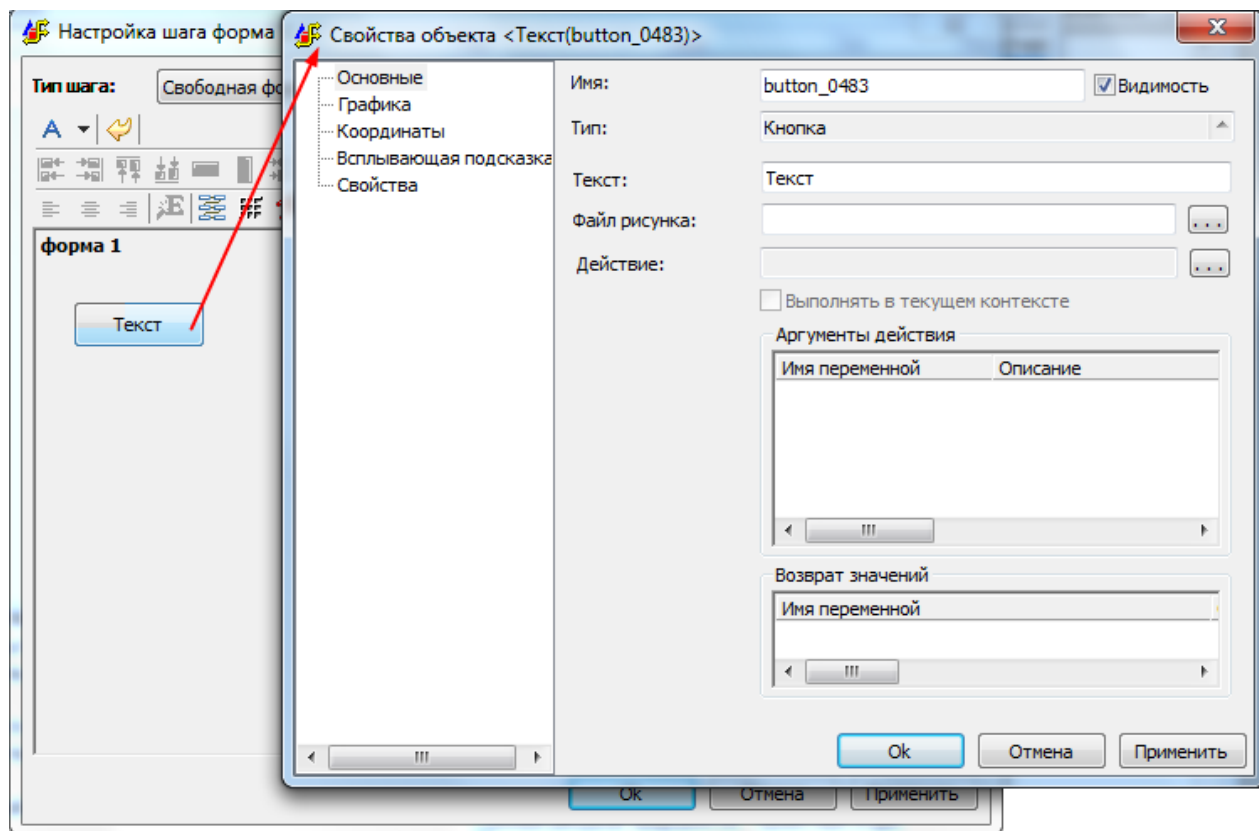 Настройка шага форма
Тип шага:
Свободная фо
A
форма 1
Текст
Ok
Отмена
Применить
Свойства объекта <Текст(button_0483)>
Основные
Графика
Координаты
Всплывающая подсказка
Свойства
Имя:
button_0483
Видимость
Тип:
Кнопка
Текст:
Текст
Файл рисунка:
...
Действие:
...
Выполнять в текущем контексте
Аргументы действия
Имя переменной Описание
Возврат значений
Имя переменной
Ok
Отмена
Применить